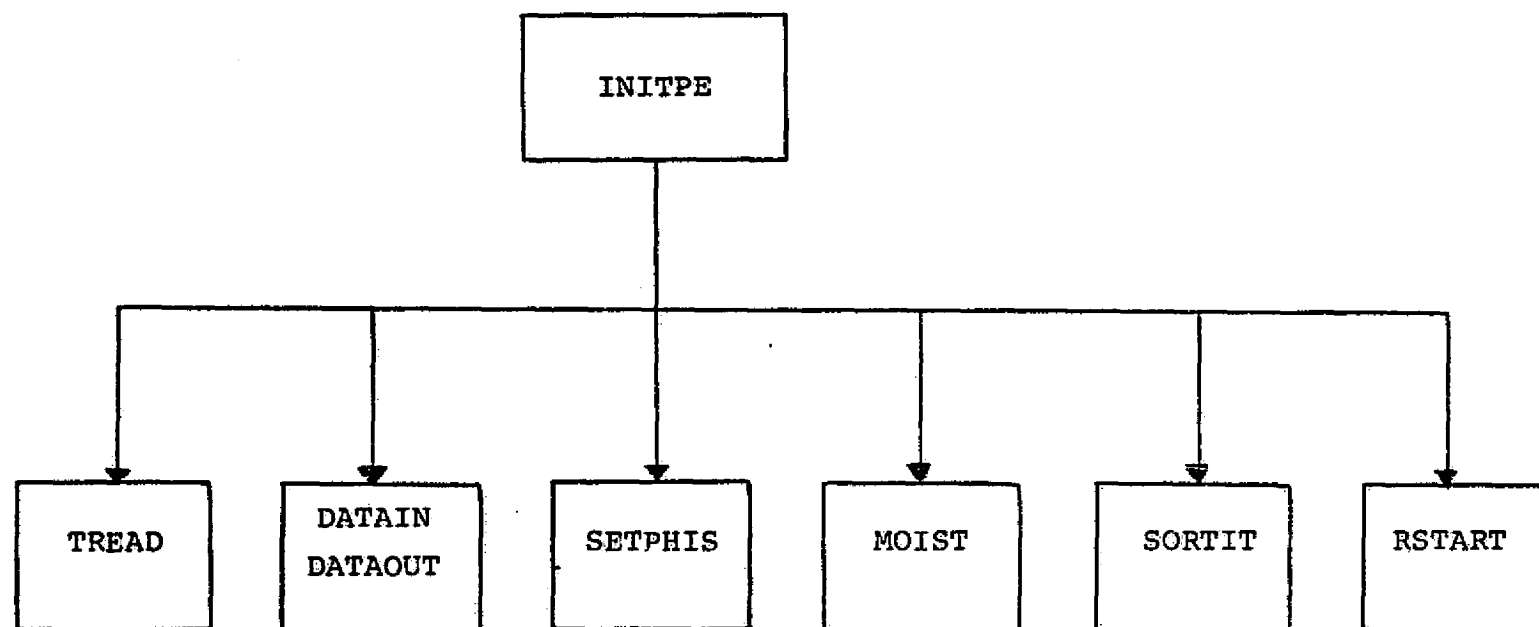 INITPE
TREAD
DATAIN
DATAOUT
SETPHIS
MOIST
SORTIT
RSTART